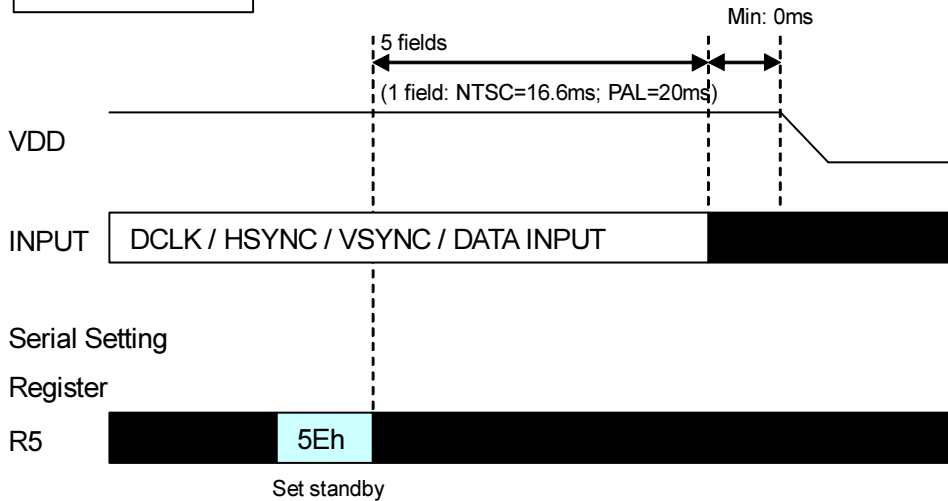 Min: 0ms
5 fields
(1 field: NTSC=16.6ms; PAL=20ms)
VDD
INPUT DCLK / HSYNC / VSYNC / DATA INPUT
Serial Setting
Register
R5 5Eh
Set standby